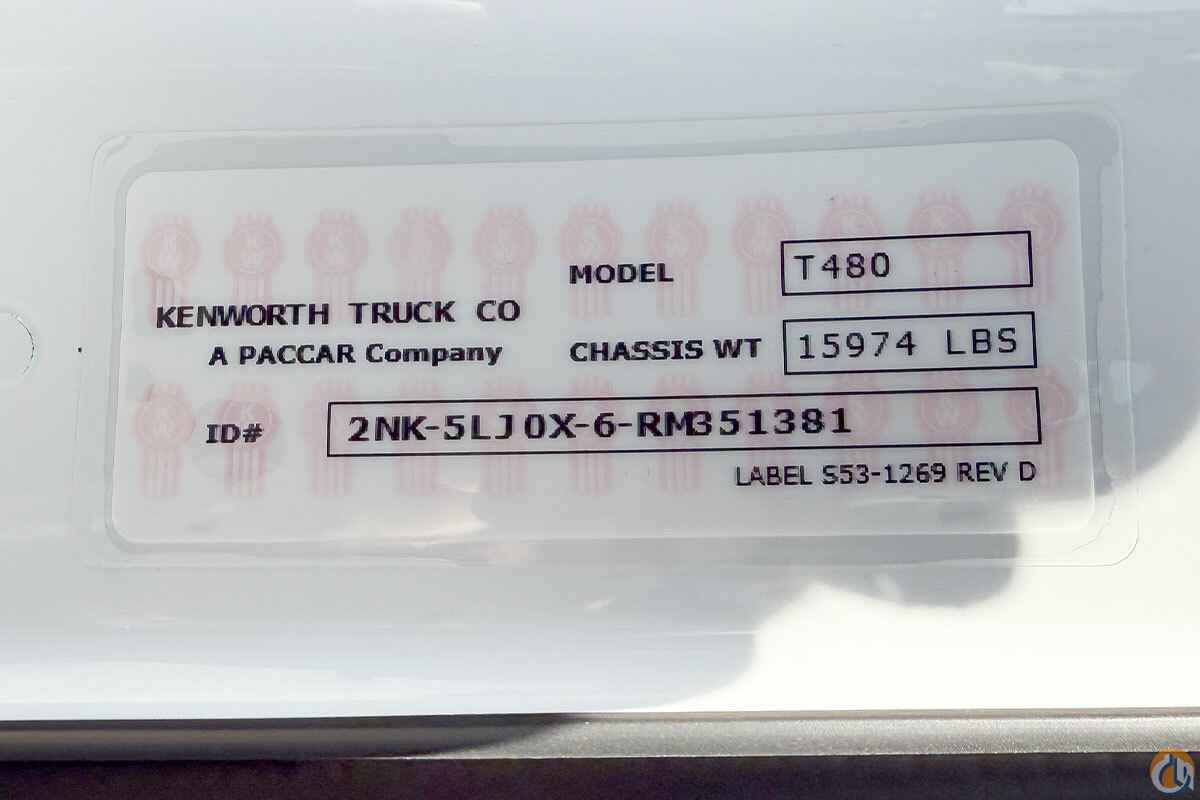 MODEL T480
KENWORTH TRUCK CO
A PACCAR Company
CHASSIS WT 15974 LBS
ID# 2NK-5LJ0X-6-RM351381
LABEL S53-1269 REV D